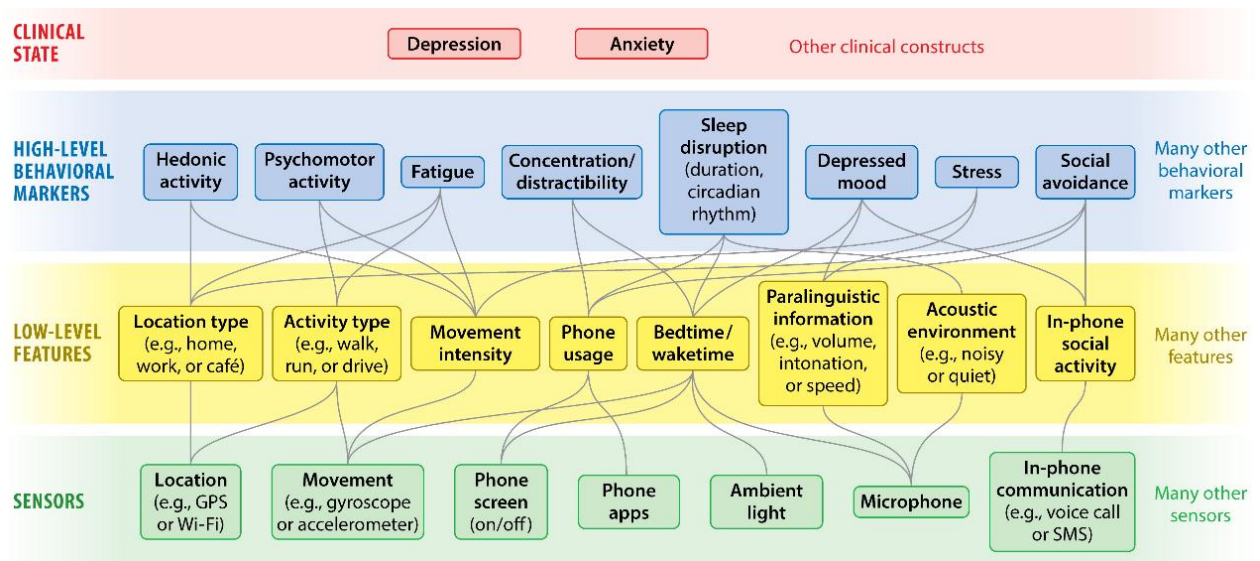 CLINICAL
STATE
Depression
Anxiety
Other clinical constructs
HIGH-LEVEL
BEHAVIORAL
MARKERS
Hedonic
activity
Psychomotor
activity
Fatigue
Concentration/
distractibility
Sleep
disruption
(duration,
circadian
rhythm)
Depressed
mood
Stress
Social
avoidance
Many other
behavioral
markers
LOW-LEVEL
FEATURES
Location type
(e.g., home,
work, or café)
Activity type
(e.g., walk,
run, or drive)
Movement
intensity
Phone
usage
Bedtime/
waketime
Paralinguistic
information
(e.g., volume,
intonation,
or speed)
Acoustic
environment
(e.g., noisy
or quiet)
In-phone
social
activity
Many other
features
SENSORS
Location
(e.g., GPS
or Wi-Fi)
Movement
(e.g., gyroscope
or accelerometer)
Phone
screen
(on/off)
Phone
apps
Ambient
light
Microphone
In-phone
communication
(e.g., voice call
or SMS)
Many other
sensors